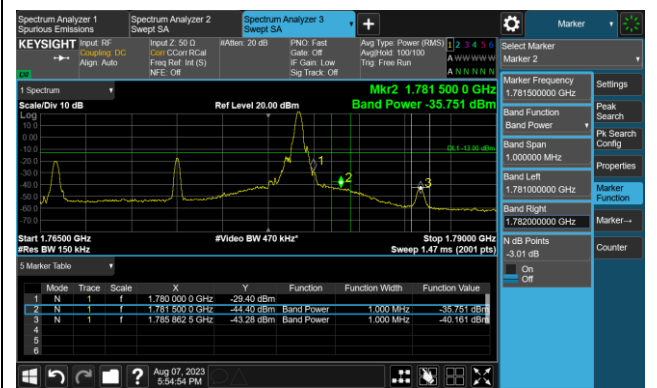 Spectrum Analyzer 1
Spurious Emissions
Spectrum Analyzer 2
Swept SA
Spectrum Analyzer 3
Swept SA
Marker
KEYSIGHT
Input: RF
Coupling: DC
Align: Auto
Input Z: 50 Ω
Corr CCorr RCal
Freq Ref: Int (S)
NFE: Off
#Atten: 20 dB
PNO: Fast
Gate: Off
IF Gain: Low
Sig Track: Off
Avg Type: Power (RMS)
Avg|Hold: 100/100
Trig: Free Run
1 2 3 4 5 6
A W W W W W
A N N N N N
Select Marker
Marker 2
1 Spectrum
Scale/Div 10 dB
Ref Level 20.00 dBm
Mkr2 1.781 500 0 GHz
Band Power -35.751 dBm
Log
10.0
0.00
-10.0
-20.0
-30.0
-40.0
-50.0
-60.0
-70.0
DL1 -13.00 dBm
1
2
3
Start 1.76500 GHz
#Res BW 150 kHz
#Video BW 470 kHz*
Stop 1.79000 GHz
Sweep 1.47 ms (2001 pts)
5 Marker Table
Mode Trace Scale X Y Function Function Width Function Value
1 N 1 f 1.780 000 0 GHz -29.40 dBm
2 N 1 f 1.781 500 0 GHz -44.40 dBm Band Power 1.000 MHz -35.751 dBm
3 N 1 f 1.785 862 5 GHz -43.28 dBm Band Power 1.000 MHz -40.161 dBm
4
5
6
Marker Frequency
1.781500000 GHz
Band Function
Band Power
Band Span
1.000000 MHz
Band Left
1.781000000 GHz
Band Right
1.782000000 GHz
N dB Points
-3.01 dB
On
Off
Settings
Peak
Search
Pk Search
Config
Properties
Marker
Function
Marker→
Counter
?
Aug 07, 2023
5:54:54 PM